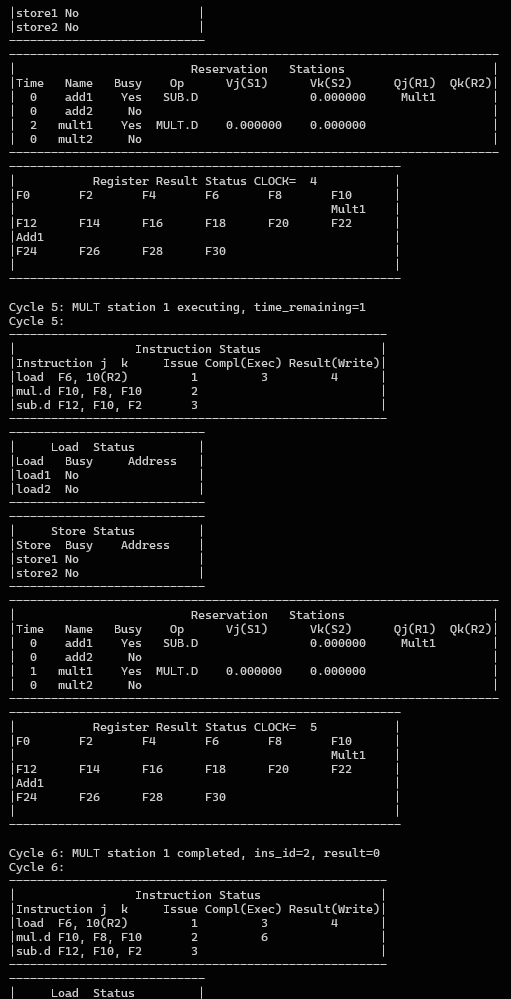 |store1 No                 |
|store2 No                 |
----------------------------
----------------------------------------------------------------------
|                         Reservation   Stations                     |
|Time   Name   Busy    Op      Vj(S1)      Vk(S2)      Qj(R1)  Qk(R2)|
|  0    add1    Yes   SUB.D                0.000000     Mult1        |
|  0    add2    No                                                   |
|  2   mult1    Yes  MULT.D    0.000000    0.000000                  |
|  0   mult2    No                                                   |
----------------------------------------------------------------------
--------------------------------------------------------
|           Register Result Status CLOCK=  4           |
|F0       F2       F4       F6       F8       F10      |
|                                             Mult1    |
|F12      F14      F16      F18      F20      F22      |
|Add1                                                  |
|F24      F26      F28      F30                        |
|                                                      |
--------------------------------------------------------
Cycle 5: MULT station 1 executing, time_remaining=1
Cycle 5:
------------------------------------------------------
|                 Instruction Status                 |
|Instruction j  k     Issue Compl(Exec) Result(Write)|
|load  F6, 10(R2)         1         3         4      |
|mul.d F10, F8, F10       2                          |
|sub.d F12, F10, F2       3                          |
------------------------------------------------------
----------------------------
|     Load  Status         |
|Load   Busy     Address   |
|load1  No                 |
|load2  No                 |
----------------------------
----------------------------
|     Store Status         |
|Store  Busy    Address    |
|store1 No                 |
|store2 No                 |
----------------------------
----------------------------------------------------------------------
|                         Reservation   Stations                     |
|Time   Name   Busy    Op      Vj(S1)      Vk(S2)      Qj(R1)  Qk(R2)|
|  0    add1    Yes   SUB.D                0.000000     Mult1        |
|  0    add2    No                                                   |
|  1   mult1    Yes  MULT.D    0.000000    0.000000                  |
|  0   mult2    No                                                   |
----------------------------------------------------------------------
--------------------------------------------------------
|           Register Result Status CLOCK=  5           |
|F0       F2       F4       F6       F8       F10      |
|                                             Mult1    |
|F12      F14      F16      F18      F20      F22      |
|Add1                                                  |
|F24      F26      F28      F30                        |
|                                                      |
--------------------------------------------------------
Cycle 6: MULT station 1 completed, ins_id=2, result=0
Cycle 6:
------------------------------------------------------
|                 Instruction Status                 |
|Instruction j  k     Issue Compl(Exec) Result(Write)|
|load  F6, 10(R2)         1         3         4      |
|mul.d F10, F8, F10       2         6                |
|sub.d F12, F10, F2       3                          |
------------------------------------------------------
----------------------------
|     Load  Status         |